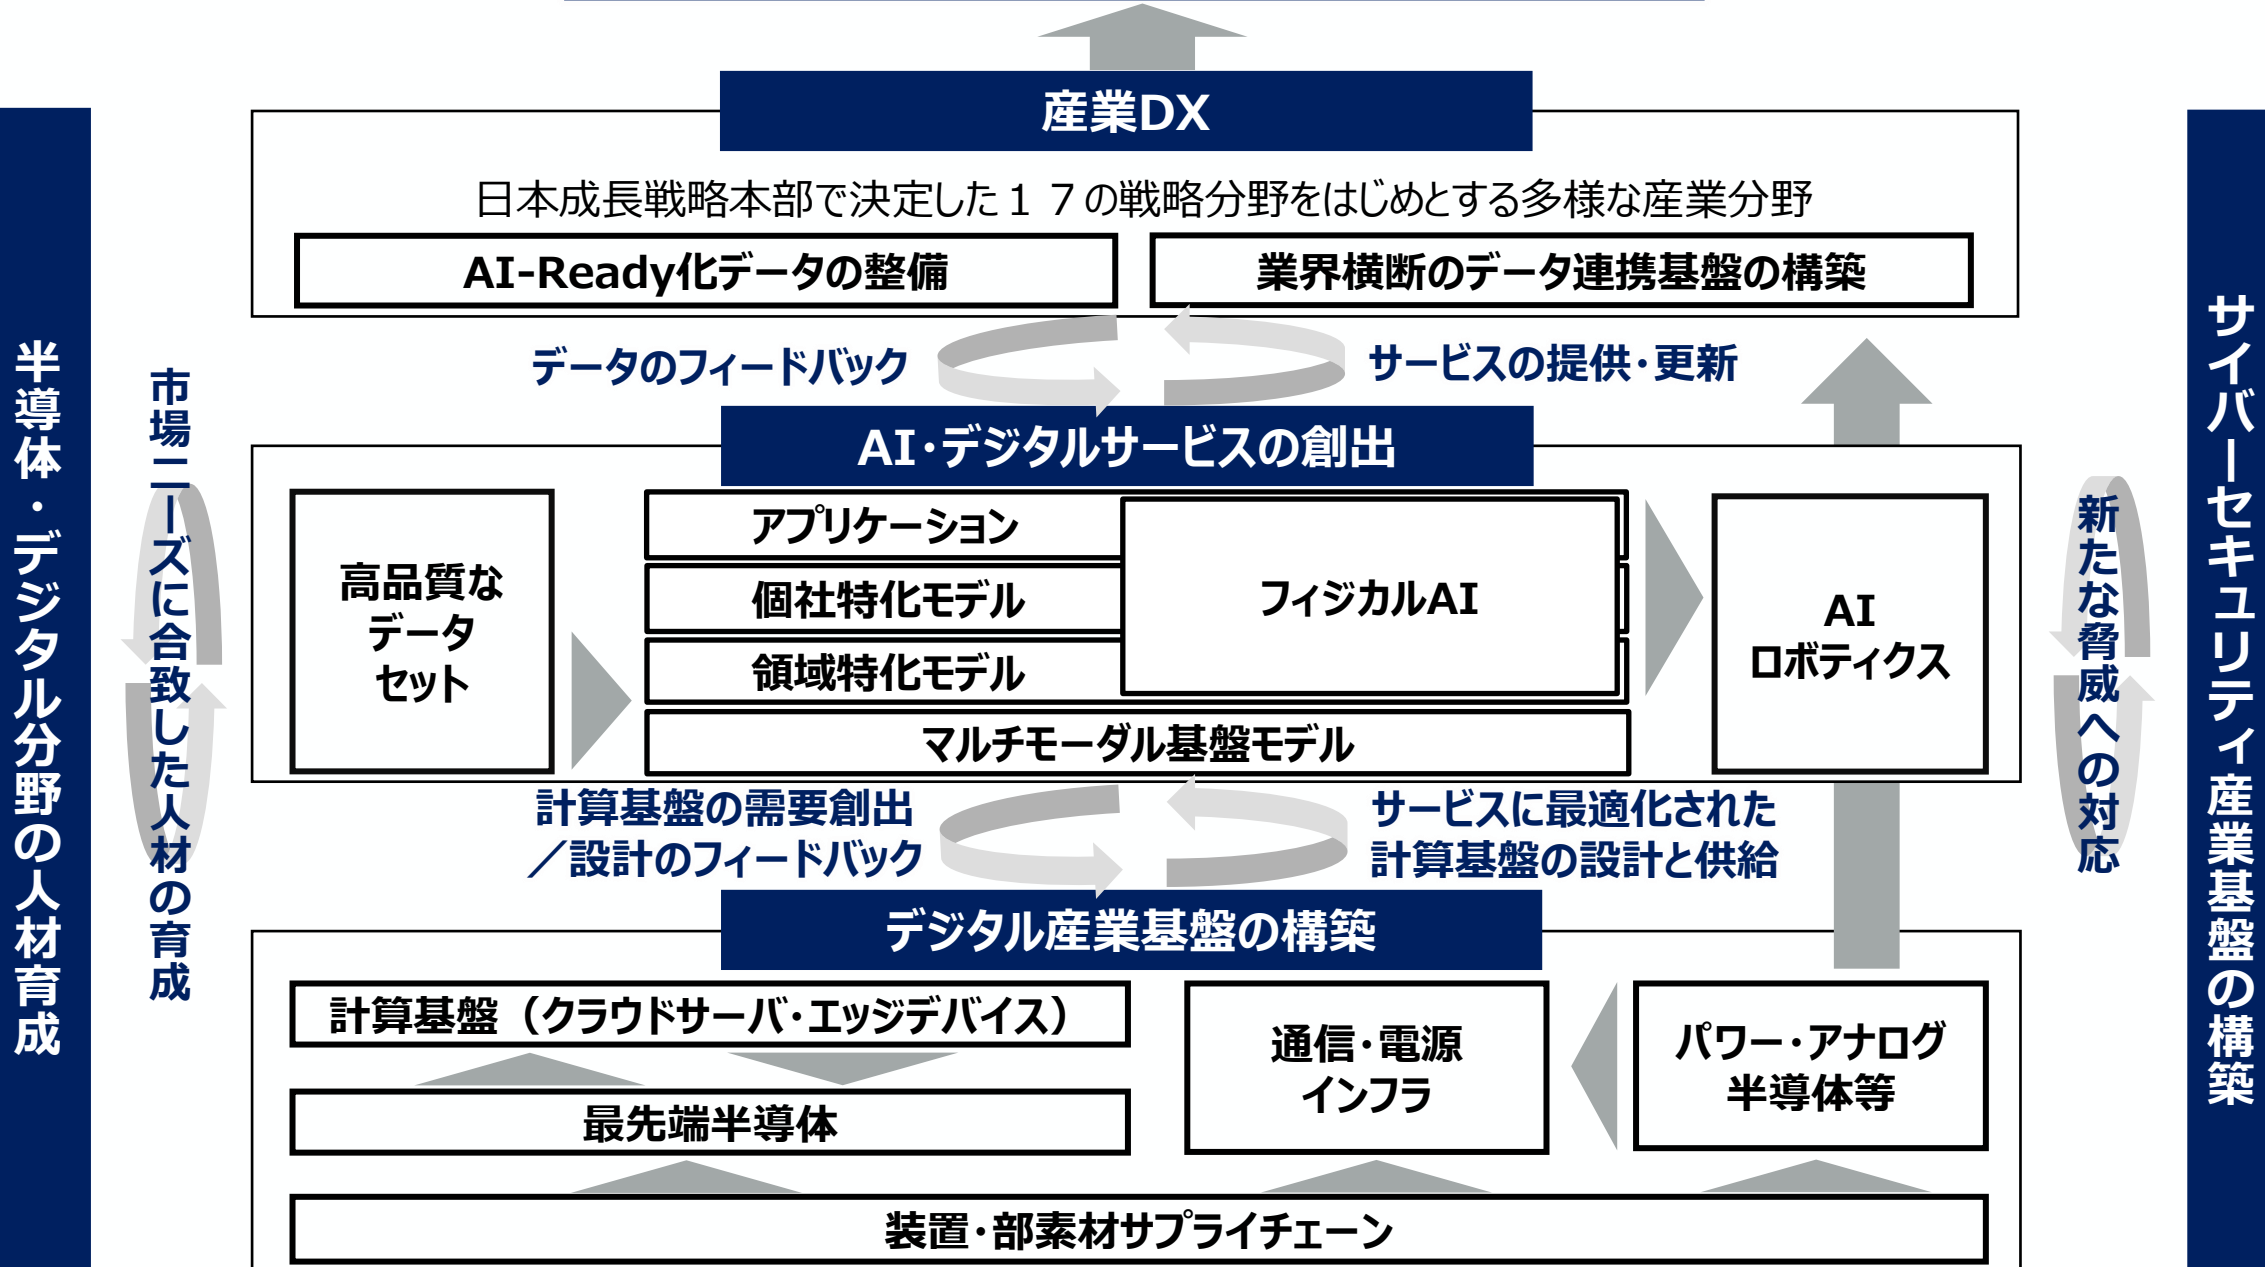 産業DX
日本成長戦略本部で決定した１７の戦略分野をはじめとする多様な産業分野
AI-Ready化データの整備
業界横断のデータ連携基盤の構築
データのフィードバック
サービスの提供・更新
AI・デジタルサービスの創出
高品質な
データ
セット
アプリケーション
個社特化モデル
領域特化モデル
フィジカルAI
マルチモーダル基盤モデル
AI
ロボティクス
計算基盤の需要創出
／設計のフィードバック
サービスに最適化された
計算基盤の設計と供給
デジタル産業基盤の構築
計算基盤（クラウドサーバ・エッジデバイス）
最先端半導体
通信・電源
インフラ
パワー・アナログ
半導体等
装置・部素材サプライチェーン
半導体・デジタル分野の人材育成
市場ニーズに合致した人材の育成
新たな脅威への対応
サイバーセキュリティ産業基盤の構築